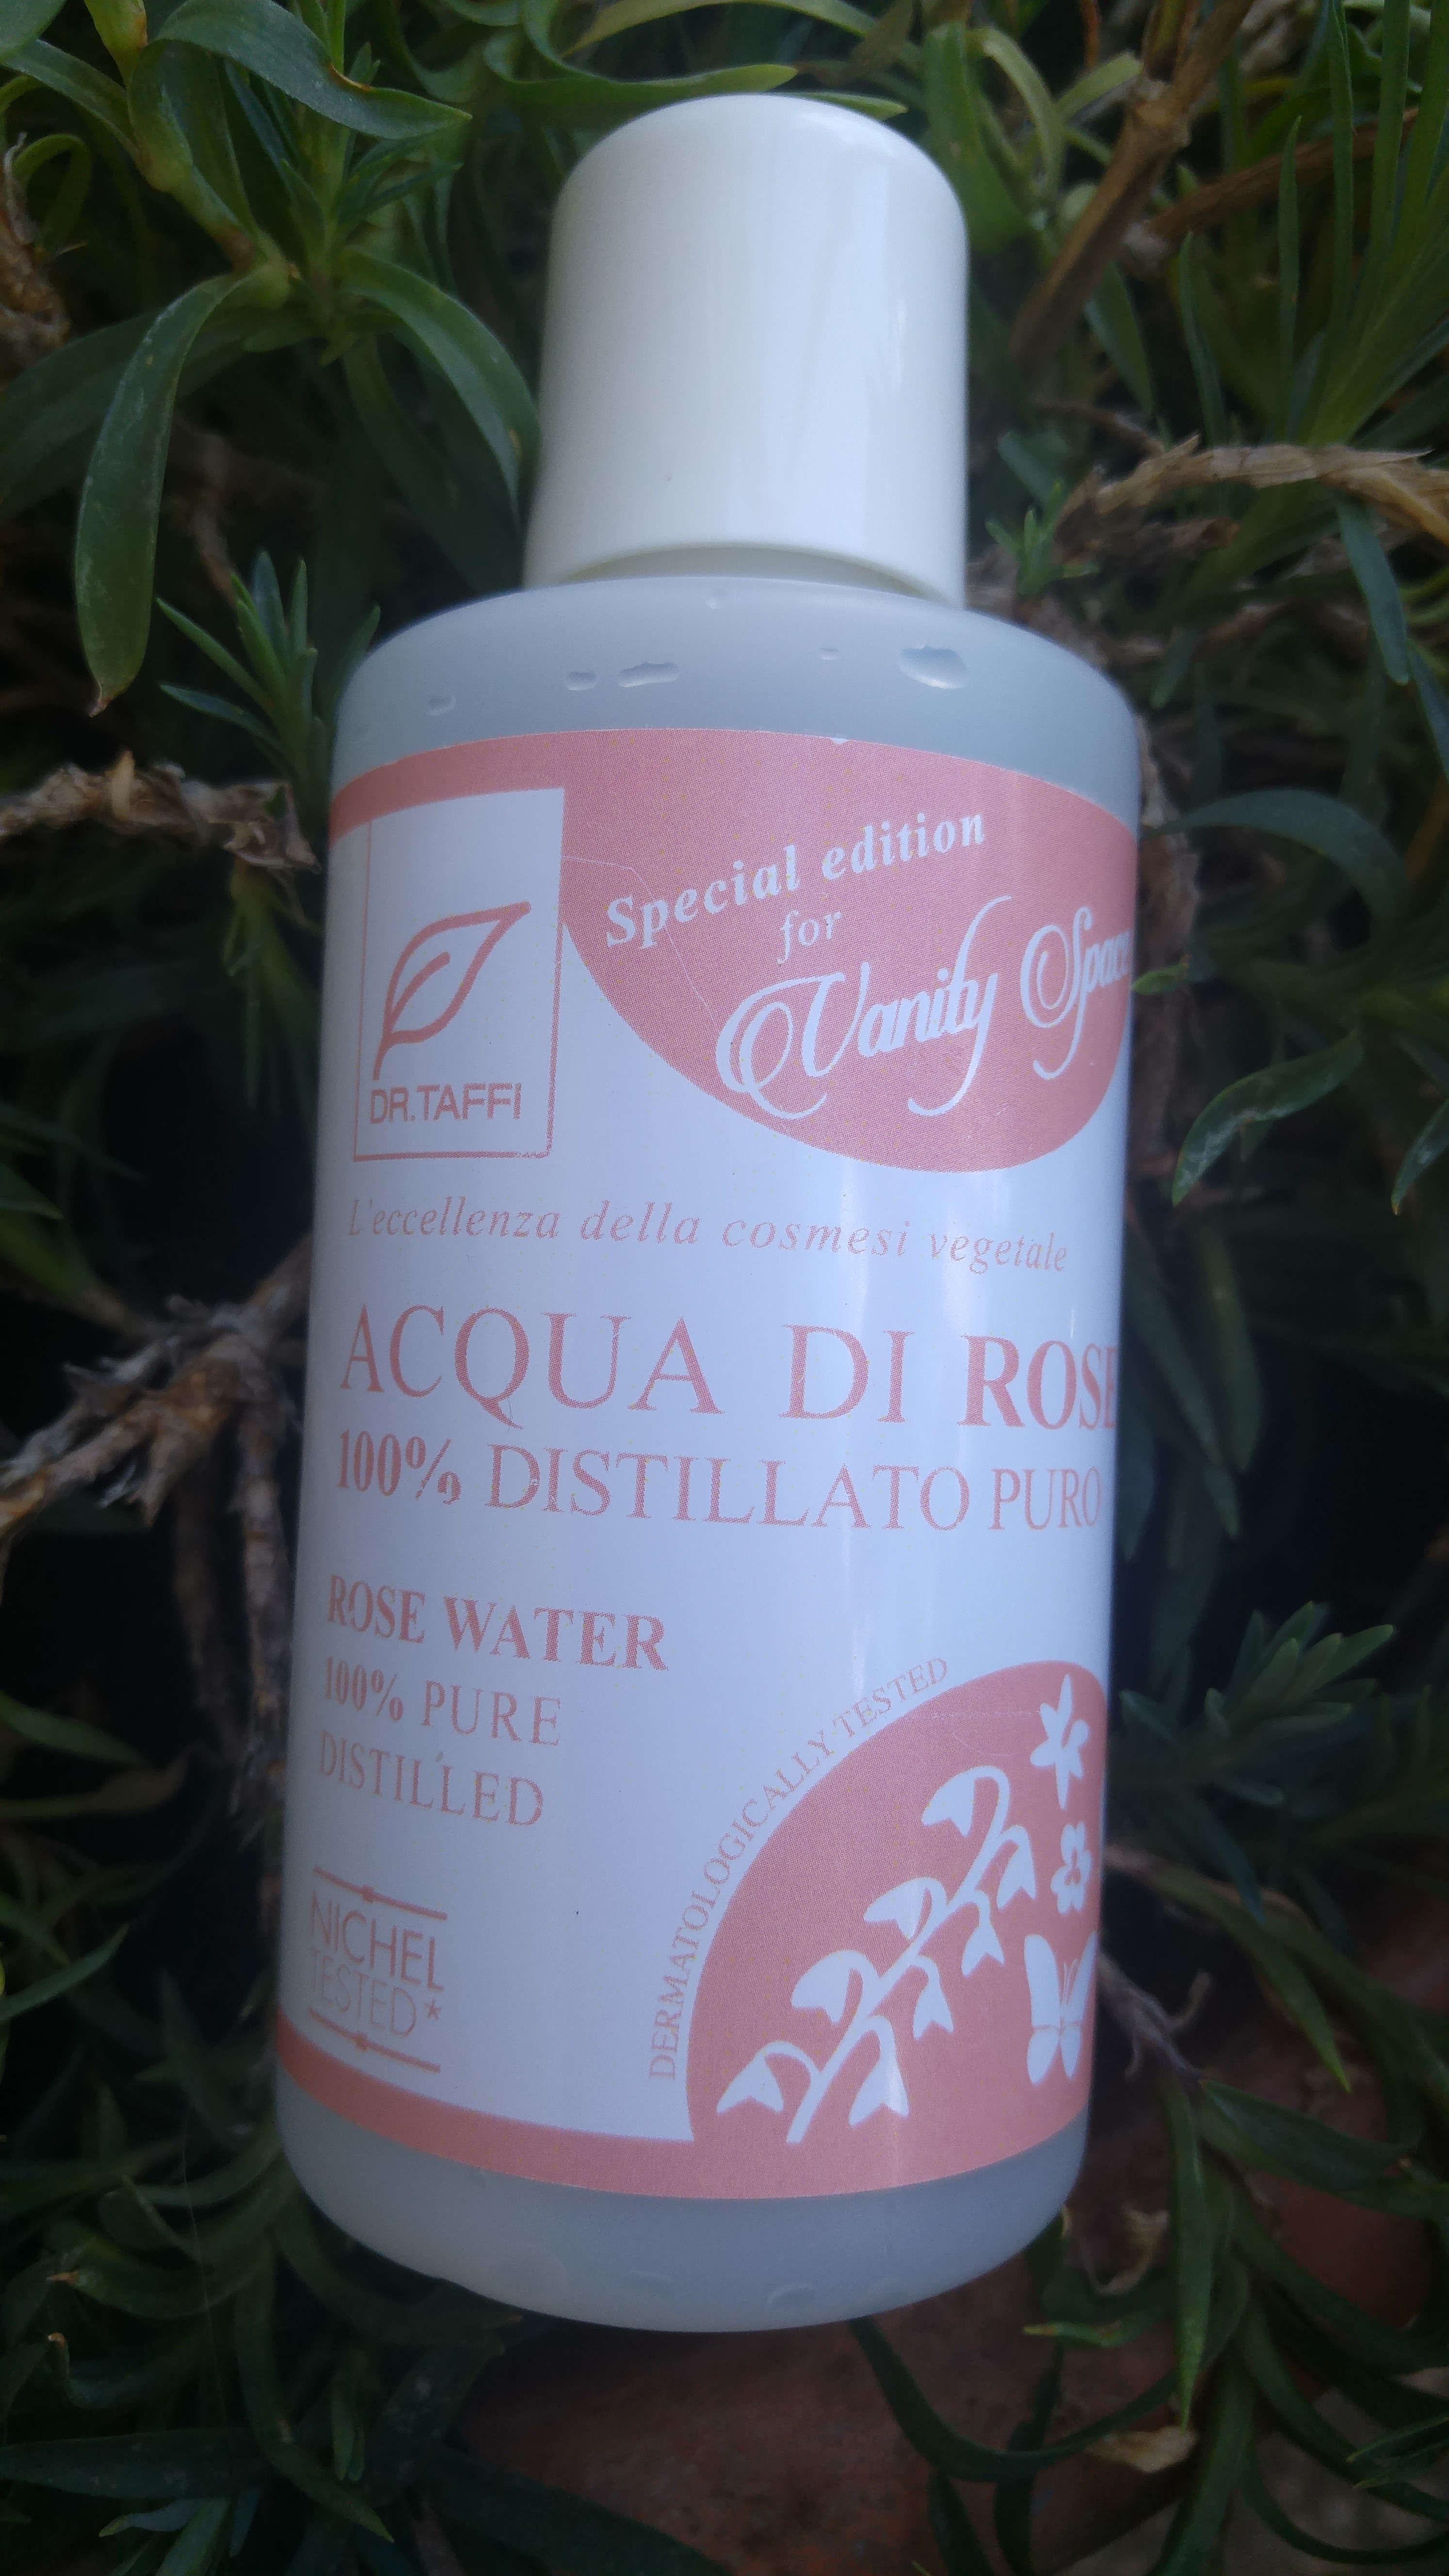 Special edition
for
Vanity Space
DR.TAFFI
L'eccellenza della cosmesi vegetale
ACQUA DI ROSE
100% DISTILLATO PURO
ROSE WATER
100% PURE
DISTILLED
DERMATOLOGICALLY TESTED
NICHEL
TESTED*